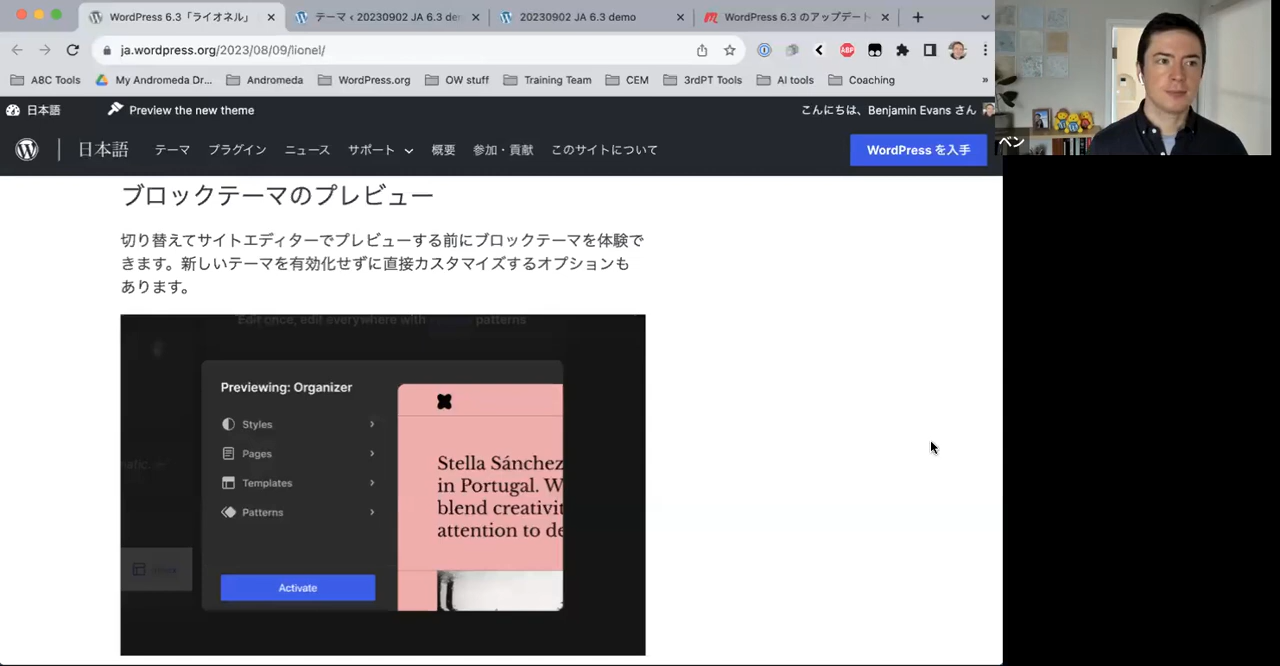 WordPress 6.3「ライオネル」
テーマ ‹ 20230902 JA 6.3 de
20230902 JA 6.3 demo
WordPress 6.3 のアップデート
ja.wordpress.org/2023/08/09/lionel/
ABP
A8C Tools
My Andromeda Dr...
Andromeda
WordPress.org
OW stuff
Training Team
CEM
3rdPT Tools
AI tools
Coaching
»
日本語
Preview the new theme
こんにちは、Benjamin Evans さん
日本語
テーマ
プラグイン
ニュース
サポート
概要
参加・貢献
このサイトについて
WordPress を入手
ベン
ブロックテーマのプレビュー
切り替えてサイトエディターでプレビューする前にブロックテーマを体験で
きます。新しいテーマを有効化せずに直接カスタマイズするオプションも
あります。
Edit once, edit everywhere with
patterns
Previewing: Organizer
Styles
Pages
Templates
Patterns
Activate
Stella Sánchez
in Portugal. W
blend creativit
attention to de